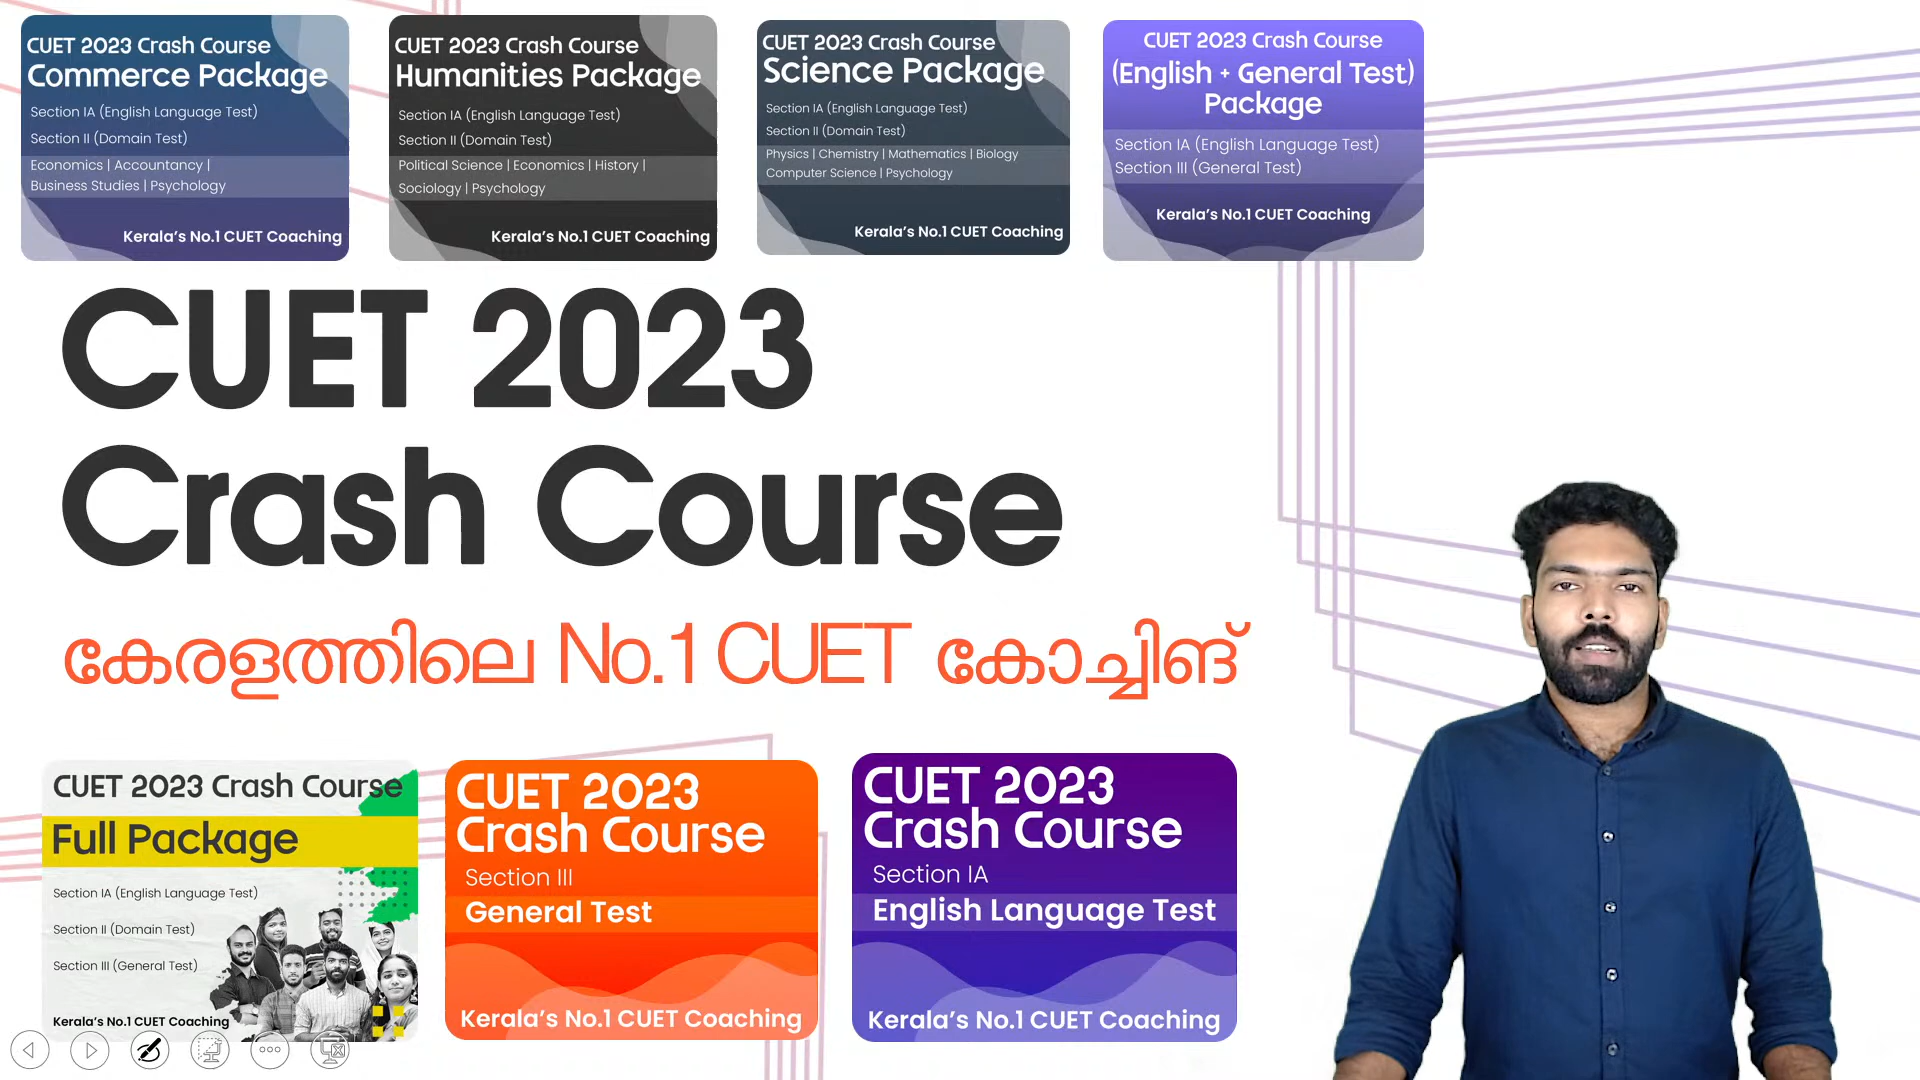 CUET 2023 Crash Course
Commerce Package
Section IA (English Language Test)
Section II (Domain Test)
Economics | Accountancy |
Business Studies | Psychology
Kerala's No.1 CUET Coaching
CUET 2023 Crash Course
Humanities Package
Section IA (English Language Test)
Section II (Domain Test)
Political Science | Economics | History |
Sociology | Psychology
Kerala's No.1 CUET Coaching
CUET 2023 Crash Course
Science Package
Section IA (English Language Test)
Section II (Domain Test)
Physics | Chemistry | Mathematics | Biology
Computer Science | Psychology
Kerala's No.1 CUET Coaching
CUET 2023 Crash Course
(English + General Test)
Package
Section IA (English Language Test)
Section III (General Test)
Kerala's No.1 CUET Coaching
CUET 2023
Crash Course
കേരളത്തിലെ No.1 CUET കോച്ചിങ്
CUET 2023 Crash Course
Full Package
Section IA (English Language Test)
Section II (Domain Test)
Section III (General Test)
Kerala's No.1 CUET Coaching
CUET 2023
Crash Course
Section III
General Test
Kerala's No.1 CUET Coaching
CUET 2023
Crash Course
Section IA
English Language Test
Kerala's No.1 CUET Coaching